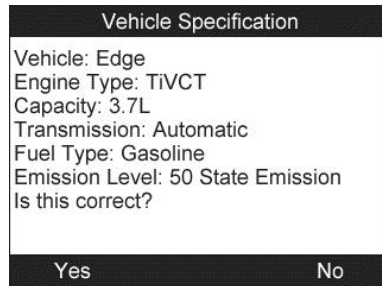 Vehicle Specification
Vehicle: Edge
Engine Type: TiVCT
Capacity: 3.7L
Transmission: Automatic
Fuel Type: Gasoline
Emission Level: 50 State Emission
Is this correct?
Yes No